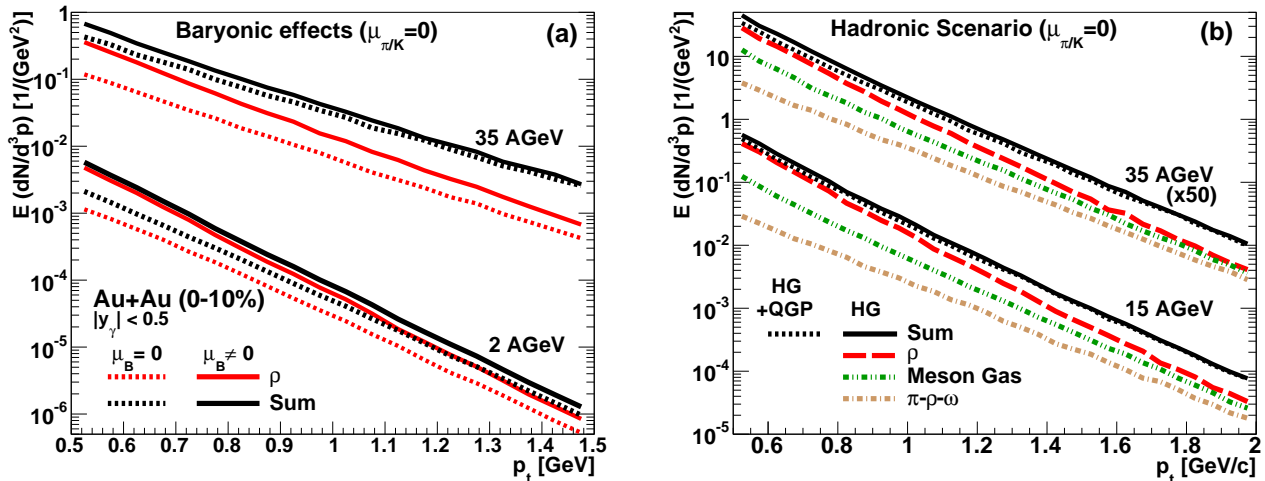 E (dN/d³p) [1/(GeV²)]
Baryonic effects (μπ/K=0)
(a)
1
10⁻¹
10⁻²
10⁻³
10⁻⁴
10⁻⁵
10⁻⁶
35 AGeV
Au+Au (0-10%)
|yγ| < 0.5
2 AGeV
μB = 0
μB ≠ 0
ρ
Sum
0.5 0.6 0.7 0.8 0.9 1 1.1 1.2 1.3 1.4 1.5
pt [GeV]
E (dN/d³p) [1/(GeV²)]
Hadronic Scenario (μπ/K=0)
(b)
10
1
10⁻¹
10⁻²
10⁻³
10⁻⁴
10⁻⁵
35 AGeV
(x50)
HG
+QGP
HG
15 AGeV
Sum
ρ
Meson Gas
π-ρ-ω
0.6 0.8 1 1.2 1.4 1.6 1.8 2
pt [GeV/c]